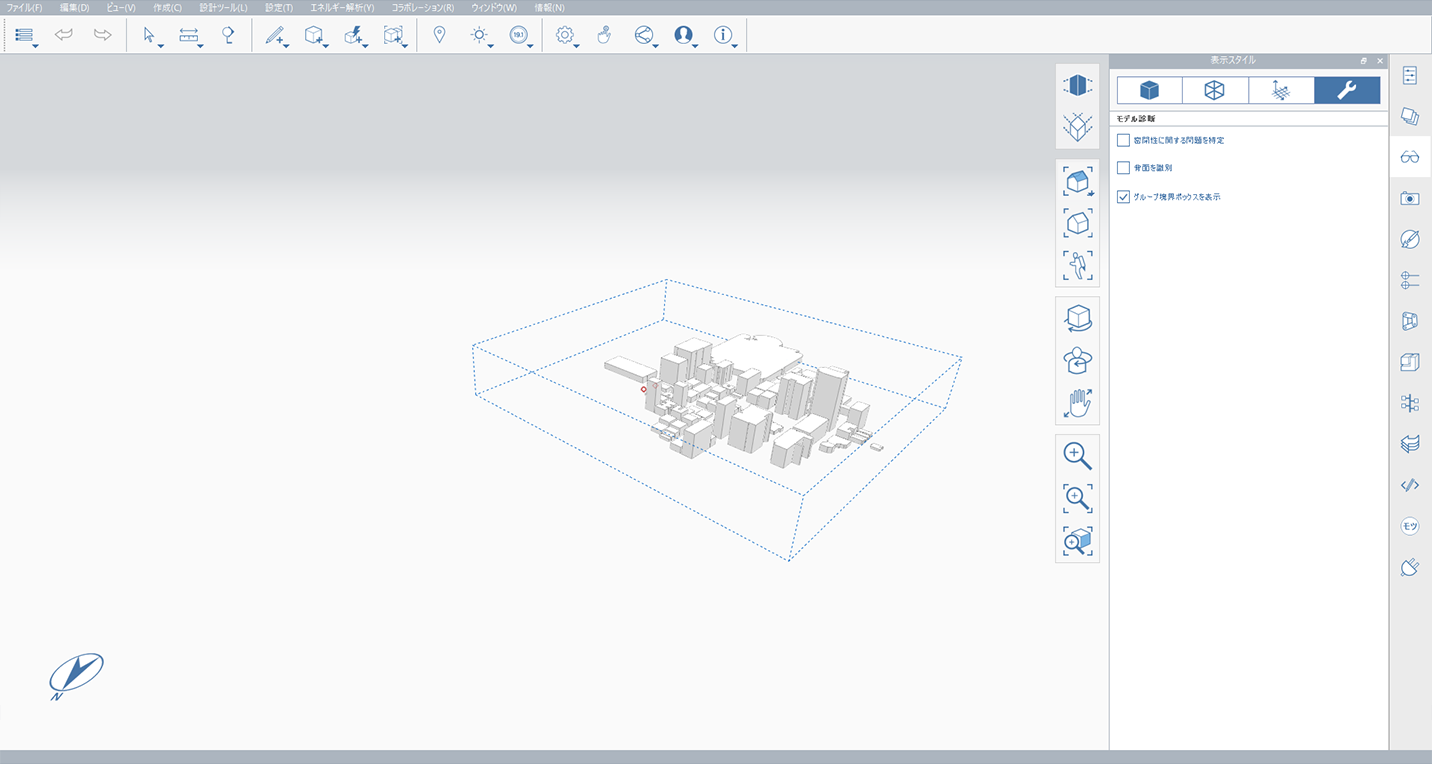 ファイル(F) 編集(D) ビュー(V) 作成(C) 設計ツール(L) 設定(T) エネルギー解析(Y) コラボレーション(R) ウィンドウ(W) 情報(N)
19.1
表示スタイル
モデル診断
密閉性に関する問題を特定
背面を識別
グループ境界ボックスを表示
モツ
N